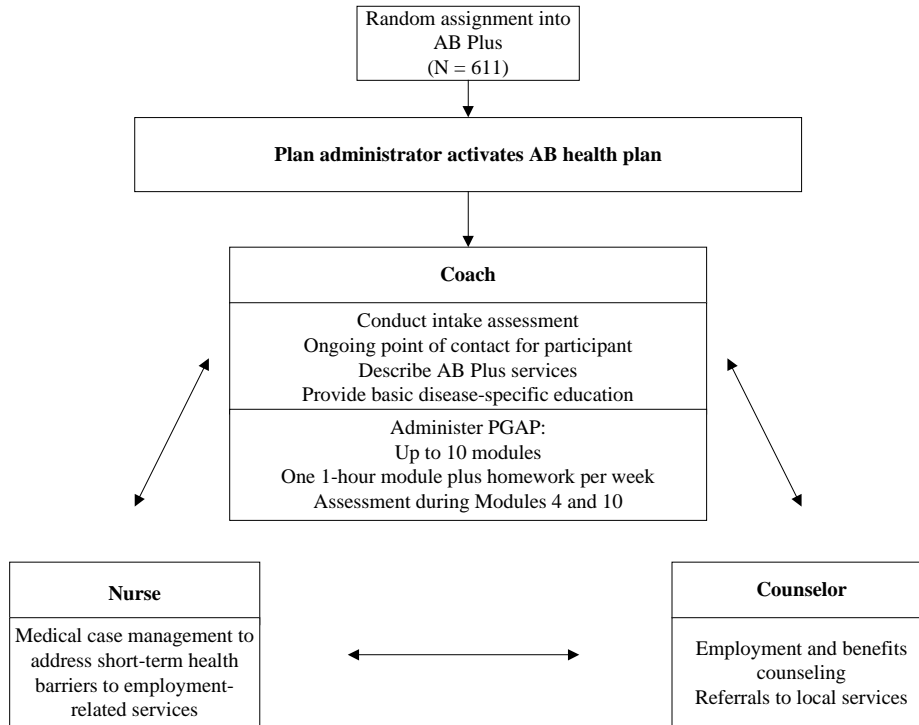 Random assignment into
AB Plus
(N = 611)
Plan administrator activates AB health plan
Coach
Conduct intake assessment
Ongoing point of contact for participant
Describe AB Plus services
Provide basic disease-specific education
Administer PGAP:
Up to 10 modules
One 1-hour module plus homework per week
Assessment during Modules 4 and 10
Nurse
Medical case management to
address short-term health
barriers to employment-
related services
Counselor
Employment and benefits
counseling
Referrals to local services